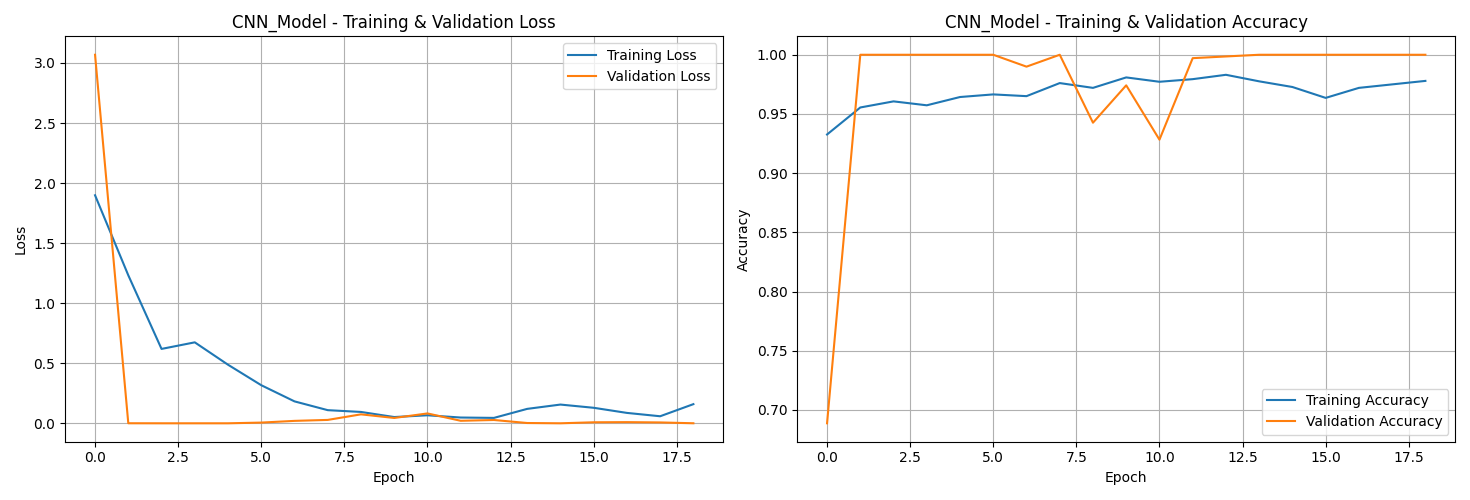 CNN_Model - Training & Validation Loss
Training Loss
Validation Loss
3.0
2.5
2.0
1.5
1.0
0.5
0.0
Loss
0.0 2.5 5.0 7.5 10.0 12.5 15.0 17.5
Epoch
CNN_Model - Training & Validation Accuracy
1.00
0.95
0.90
0.85
0.80
0.75
0.70
Accuracy
Training Accuracy
Validation Accuracy
0.0 2.5 5.0 7.5 10.0 12.5 15.0 17.5
Epoch